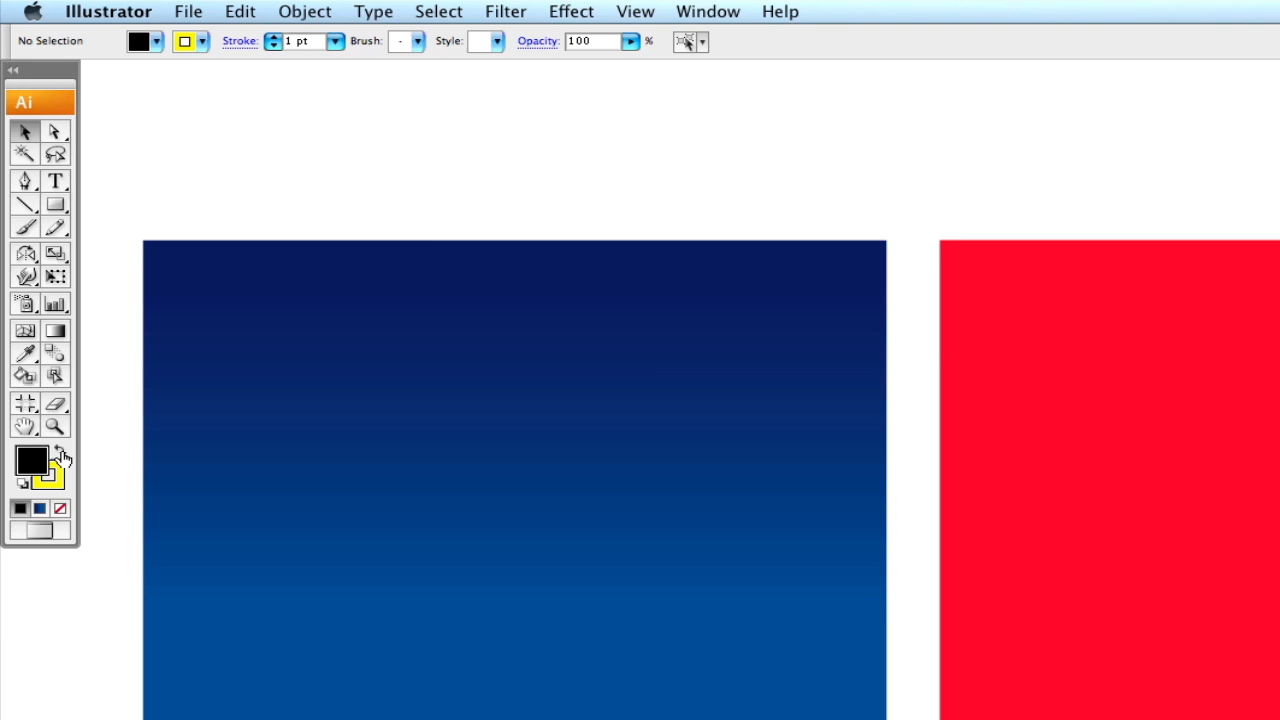 Illustrator File Edit Object Type Select Filter Effect View Window Help
No Selection Stroke: 1 pt Brush: - Style: Opacity: 100 %
Ai
T